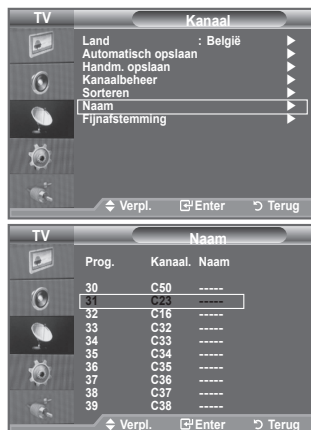 TV Kanaal
Land : België
Automatisch opslaan
Handm. opslaan
Kanaalbeheer
Sorteren
Naam
Fijnafstemming
Verpl. Enter Terug
TV Naam
Prog. Kanaal. Naam
30 C50 -----
31 C23 -----
32 C16 -----
33 C32 -----
34 C33 -----
35 C34 -----
36 C35 -----
37 C36 -----
38 C37 -----
39 C38 -----
Verpl. Enter Terug